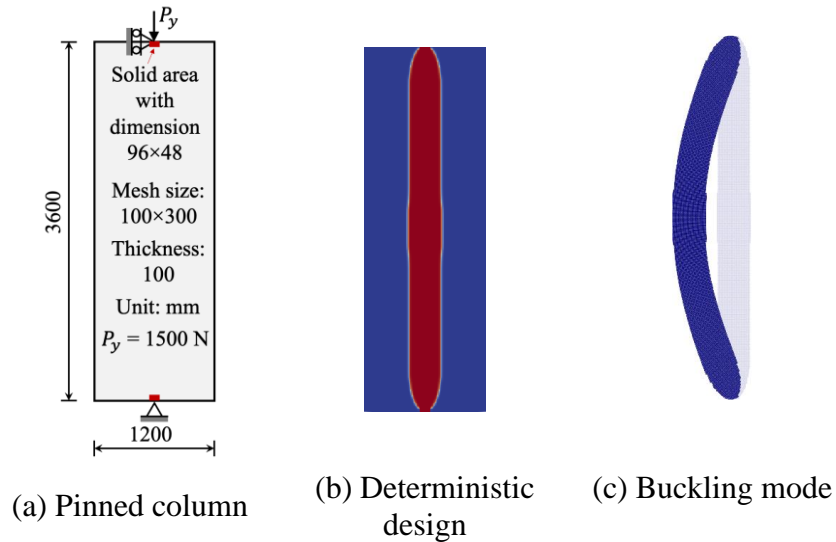 P_y
Solid area
with
dimension
96×48
Mesh size:
100×300
Thickness:
100
Unit: mm
P_y = 1500 N
3600
1200
(a) Pinned column
(b) Deterministic
design
(c) Buckling mode